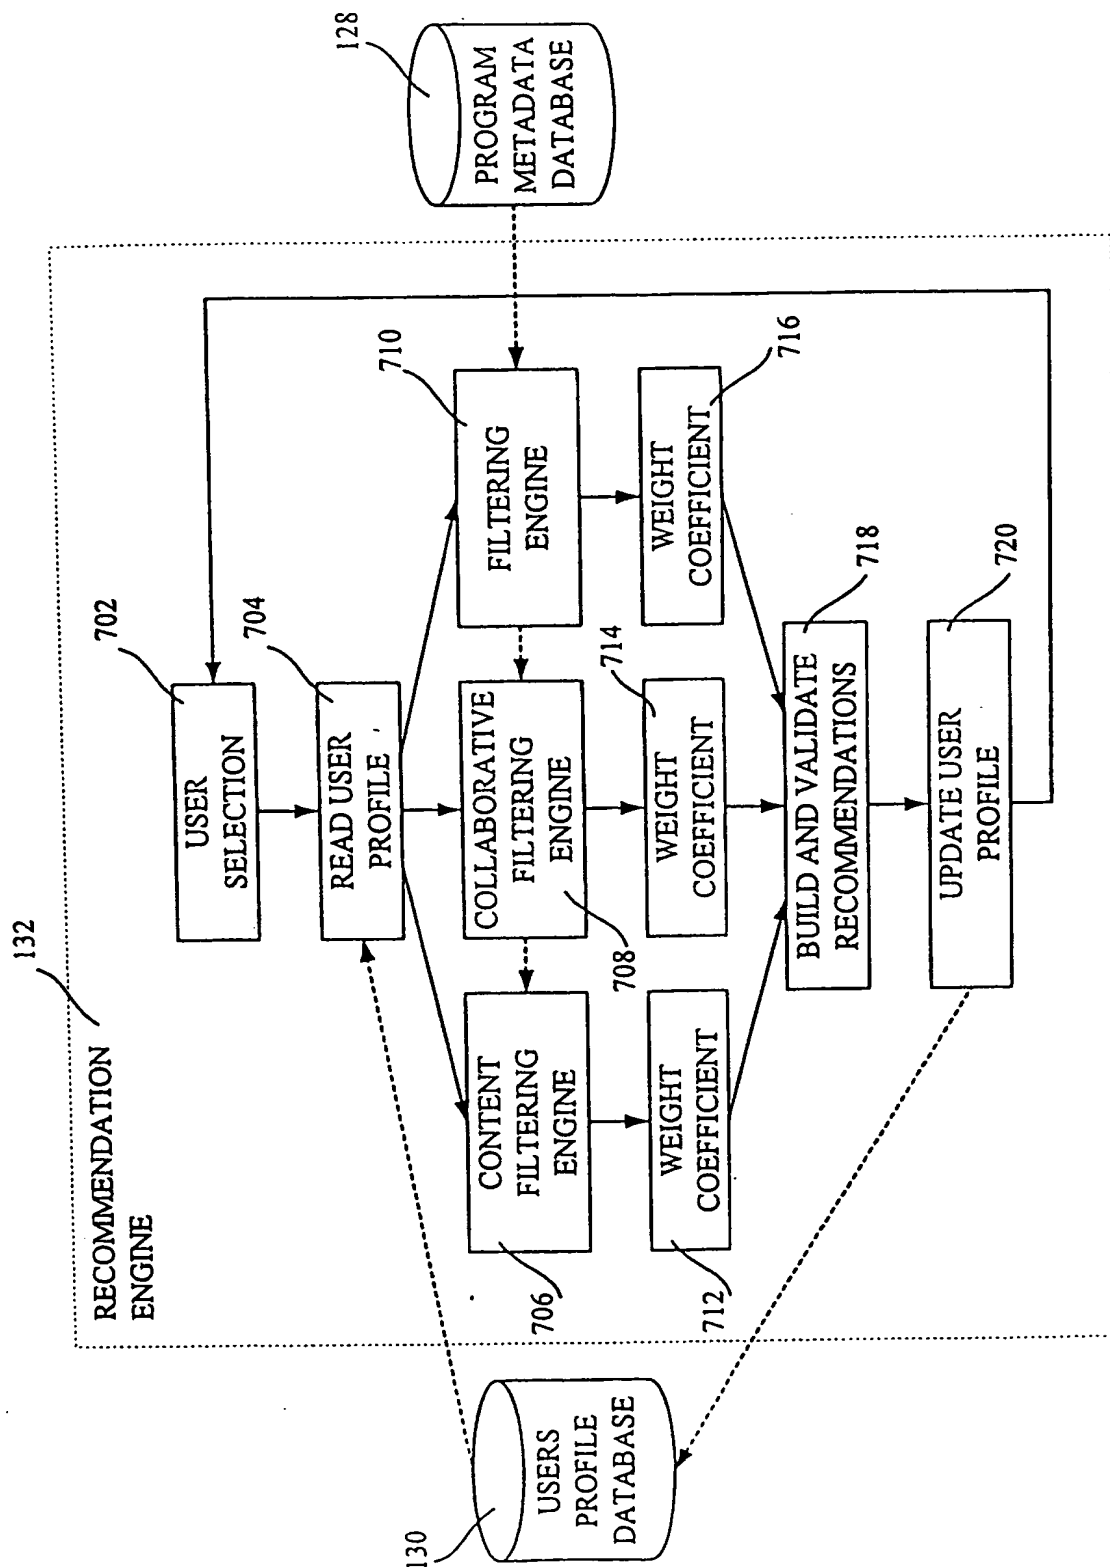 RECOMMENDATION
ENGINE
132
USER
SELECTION
702
READ USER
PROFILE
704
CONTENT
FILTERING
ENGINE
706
COLLABORATIVE
FILTERING
ENGINE
708
FILTERING
ENGINE
710
WEIGHT
COEFFICIENT
712
WEIGHT
COEFFICIENT
714
WEIGHT
COEFFICIENT
716
BUILD AND VALIDATE
RECOMMENDATIONS
718
UPDATE USER
PROFILE
720
USERS
PROFILE
DATABASE
130
PROGRAM
METADATA
DATABASE
128